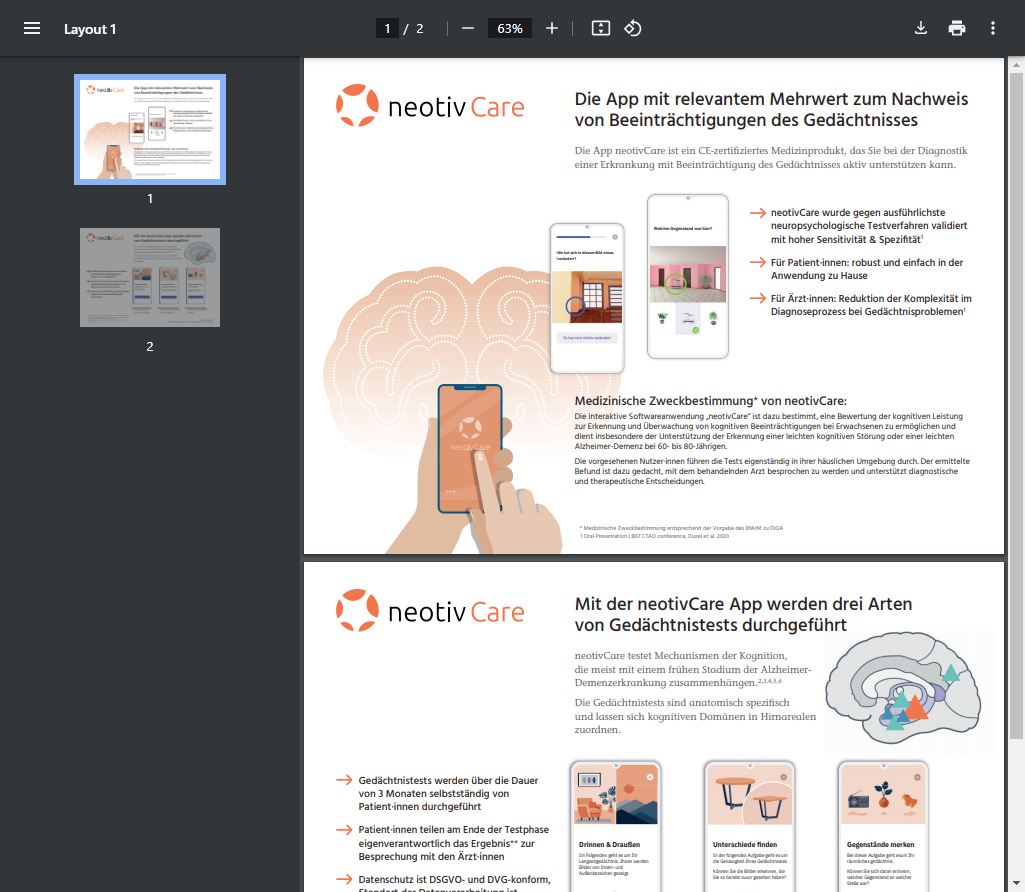 Layout 1
1 / 2
63%
1
2
neotiv Care
Die App mit relevantem Mehrwert zum Nachweis
von Beeinträchtigungen des Gedächtnisses
Die App neotivCare ist ein CE-zertifiziertes Medizinprodukt, das Sie bei der Diagnostik
einer Erkrankung mit Beeinträchtigung des Gedächtnisses aktiv unterstützen kann.
Wo hat sich in diesem Bild etwas
verändert?
Es hat sich nichts verändert
Welcher Gegenstand war hier?
neotivCare wurde gegen ausführlichste
neuropsychologische Testverfahren validiert
mit hoher Sensitivität & Spezifität¹
Für Patient·innen: robust und einfach in der
Anwendung zu Hause
Für Ärzt·innen: Reduktion der Komplexität im
Diagnoseprozess bei Gedächtnisproblemen¹
neotiv Care
Medizinische Zweckbestimmung* von neotivCare:
Die interaktive Softwareanwendung „neotivCare“ ist dazu bestimmt, eine Bewertung der kognitiven Leistung
zur Erkennung und Überwachung von kognitiven Beeinträchtigungen bei Erwachsenen zu ermöglichen und
dient insbesondere der Unterstützung der Erkennung einer leichten kognitiven Störung oder einer leichten
Alzheimer-Demenz bei 60- bis 80-Jährigen.
Die vorgesehenen Nutzer·innen führen die Tests eigenständig in ihrer häuslichen Umgebung durch. Der ermittelte
Befund ist dazu gedacht, mit dem behandelnden Arzt besprochen zu werden und unterstützt diagnostische
und therapeutische Entscheidungen.
* Medizinische Zweckbestimmung entsprechend der Vorgabe des BfArM zu DiGA
1 Oral Presentation LB07 CTAD conference, Duzel et al. 2020
neotiv Care
Mit der neotivCare App werden drei Arten
von Gedächtnistests durchgeführt
neotivCare testet Mechanismen der Kognition,
die meist mit einem frühen Stadium der Alzheimer-
Demenzerkrankung zusammenhängen.²,³,⁴,⁵,⁶
Die Gedächtnistests sind anatomisch spezifisch
und lassen sich kognitiven Domänen in Hirnarealen
zuordnen.
Gedächtnistests werden über die Dauer
von 3 Monaten selbstständig von
Patient·innen durchgeführt
Patient·innen teilen am Ende der Testphase
eigenverantwortlich das Ergebnis** zur
Besprechung mit den Ärzt·innen
Datenschutz ist DSGVO- und DVG-konform,
Standort der Datenverarbeitung ist
Drinnen & Draußen
Im Folgenden geht es um Ihr
Langzeitgedächtnis. Ihnen werden
Bilder von Innen- und
Außenbereichen gezeigt.
Unterschiede finden
In der folgenden Aufgabe geht es um
die Genauigkeit Ihres Gedächtnisses.
Können Sie die Bilder erkennen, die
Sie so bereits zuvor gesehen haben?
Gegenstände merken
Bei dieser Aufgabe geht es um Ihr
räumliches Gedächtnis.
Können Sie sich daran erinnern,
welcher Gegenstand an welcher
Stelle war?